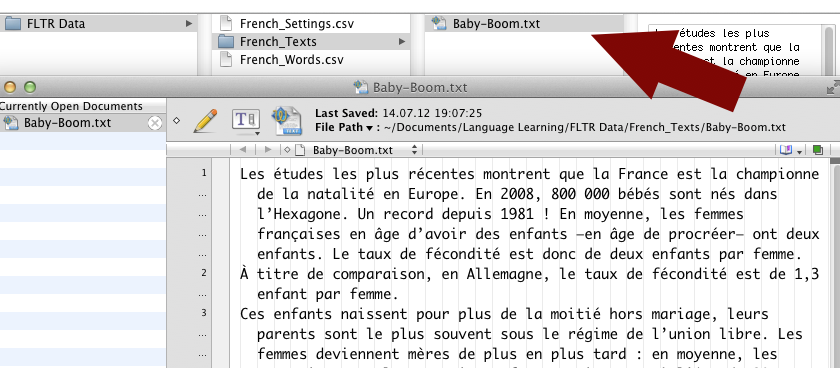 FLTR Data
French_Settings.csv
French_Texts
French_Words.csv
Baby-Boom.txt
études les plus
montrent que la
est la championne
Baby-Boom.txt
Currently Open Documents
Baby-Boom.txt
Last Saved: 14.07.12 19:07:25
File Path ▾ : ~/Documents/Language Learning/FLTR Data/French_Texts/Baby-Boom.txt
Baby-Boom.txt
1 Les études les plus récentes montrent que la France est la championne
… de la natalité en Europe. En 2008, 800 000 bébés sont nés dans
… l’Hexagone. Un record depuis 1981 ! En moyenne, les femmes
… françaises en âge d’avoir des enfants —en âge de procréer— ont deux
… enfants. Le taux de fécondité est donc de deux enfants par femme.
2 À titre de comparaison, en Allemagne, le taux de fécondité est de 1,3
… enfant par femme.
3 Ces enfants naissent pour plus de la moitié hors mariage, leurs
… parents sont le plus souvent sous le régime de l’union libre. Les
… femmes deviennent mères de plus en plus tard : en moyenne, les